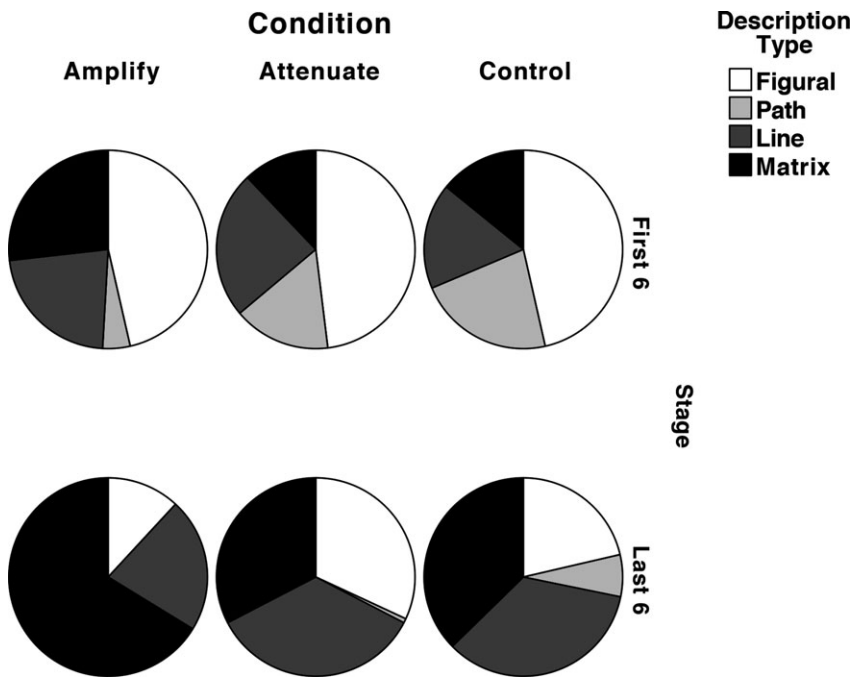 Condition
Amplify
Attenuate
Control
Description
Type
Figural
Path
Line
Matrix
First 6
Stage
Last 6